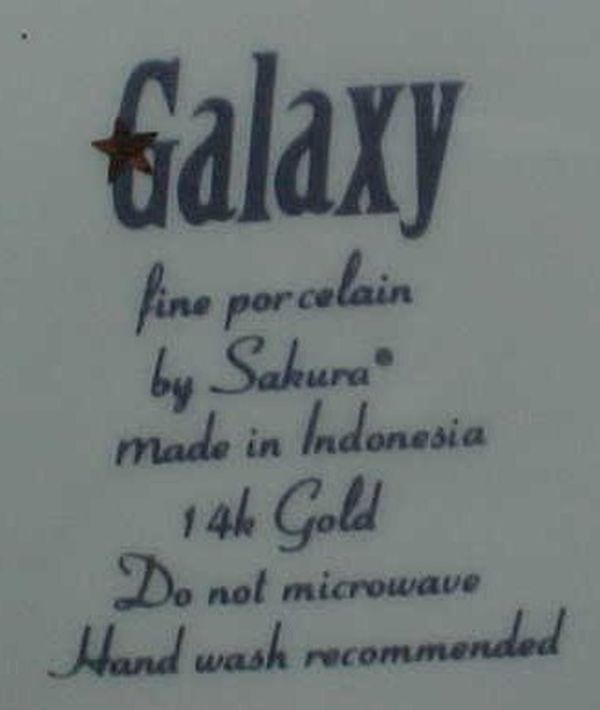 Galaxy
fine porcelain
by Sakura®
made in Indonesia
14k Gold
Do not microwave
Hand wash recommended